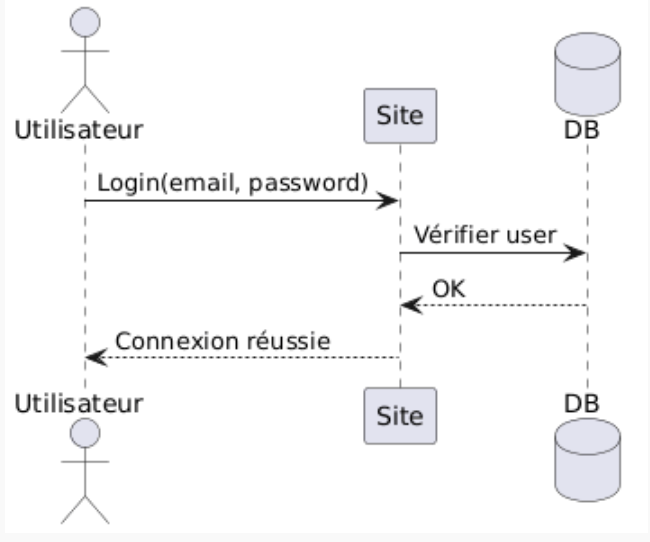 Utilisateur
Site
DB
Login(email, password)
Vérifier user
OK
Connexion réussie
Utilisateur
Site
DB